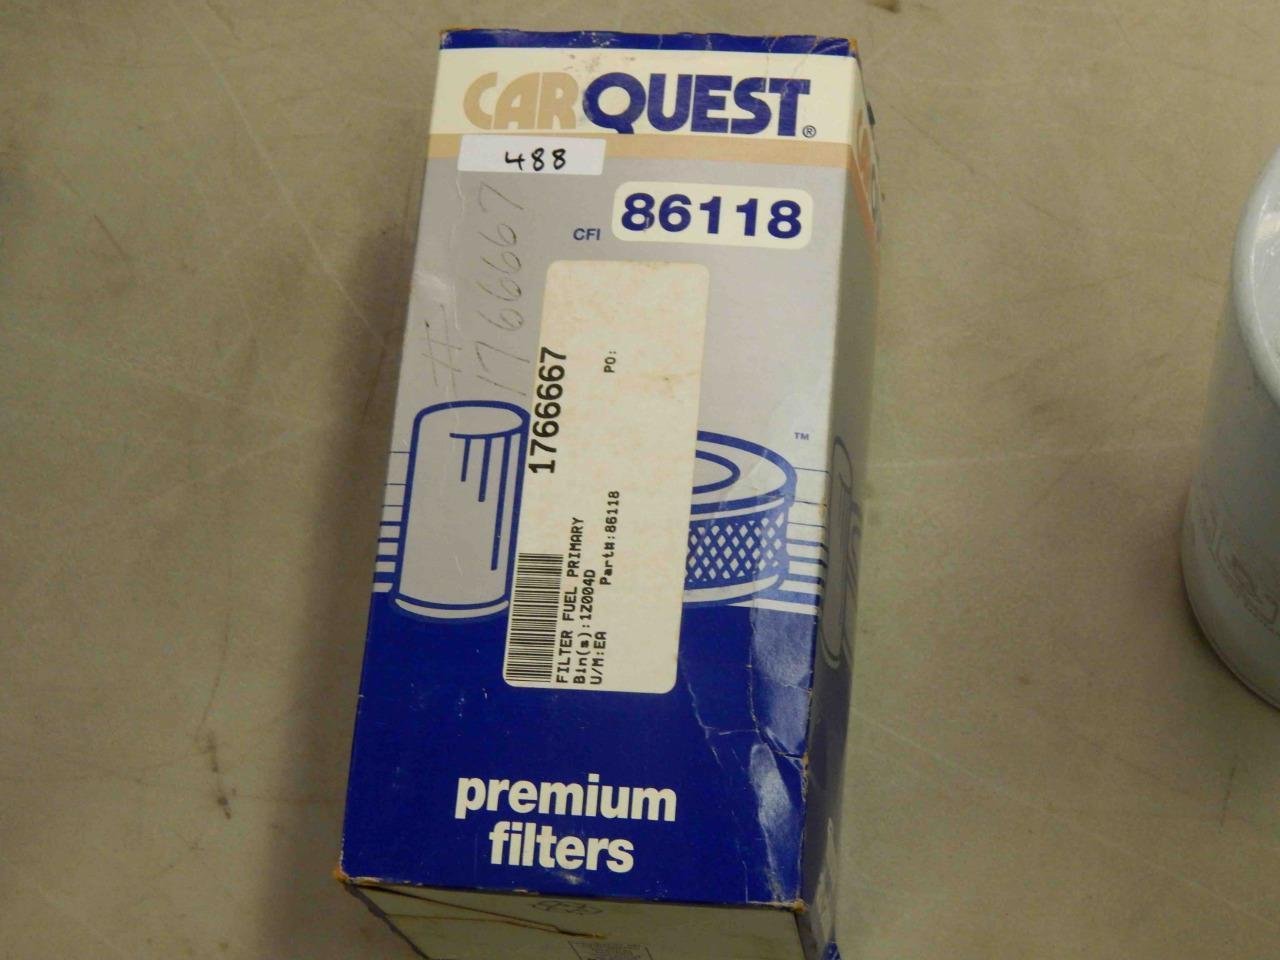 CARQUEST®
488
CFI 86118
# 1766667
1766667
PO:
FILTER FUEL PRIMARY
Bin(s):1Z004D
U/M:EA Part#:86118
TM
premium
filters